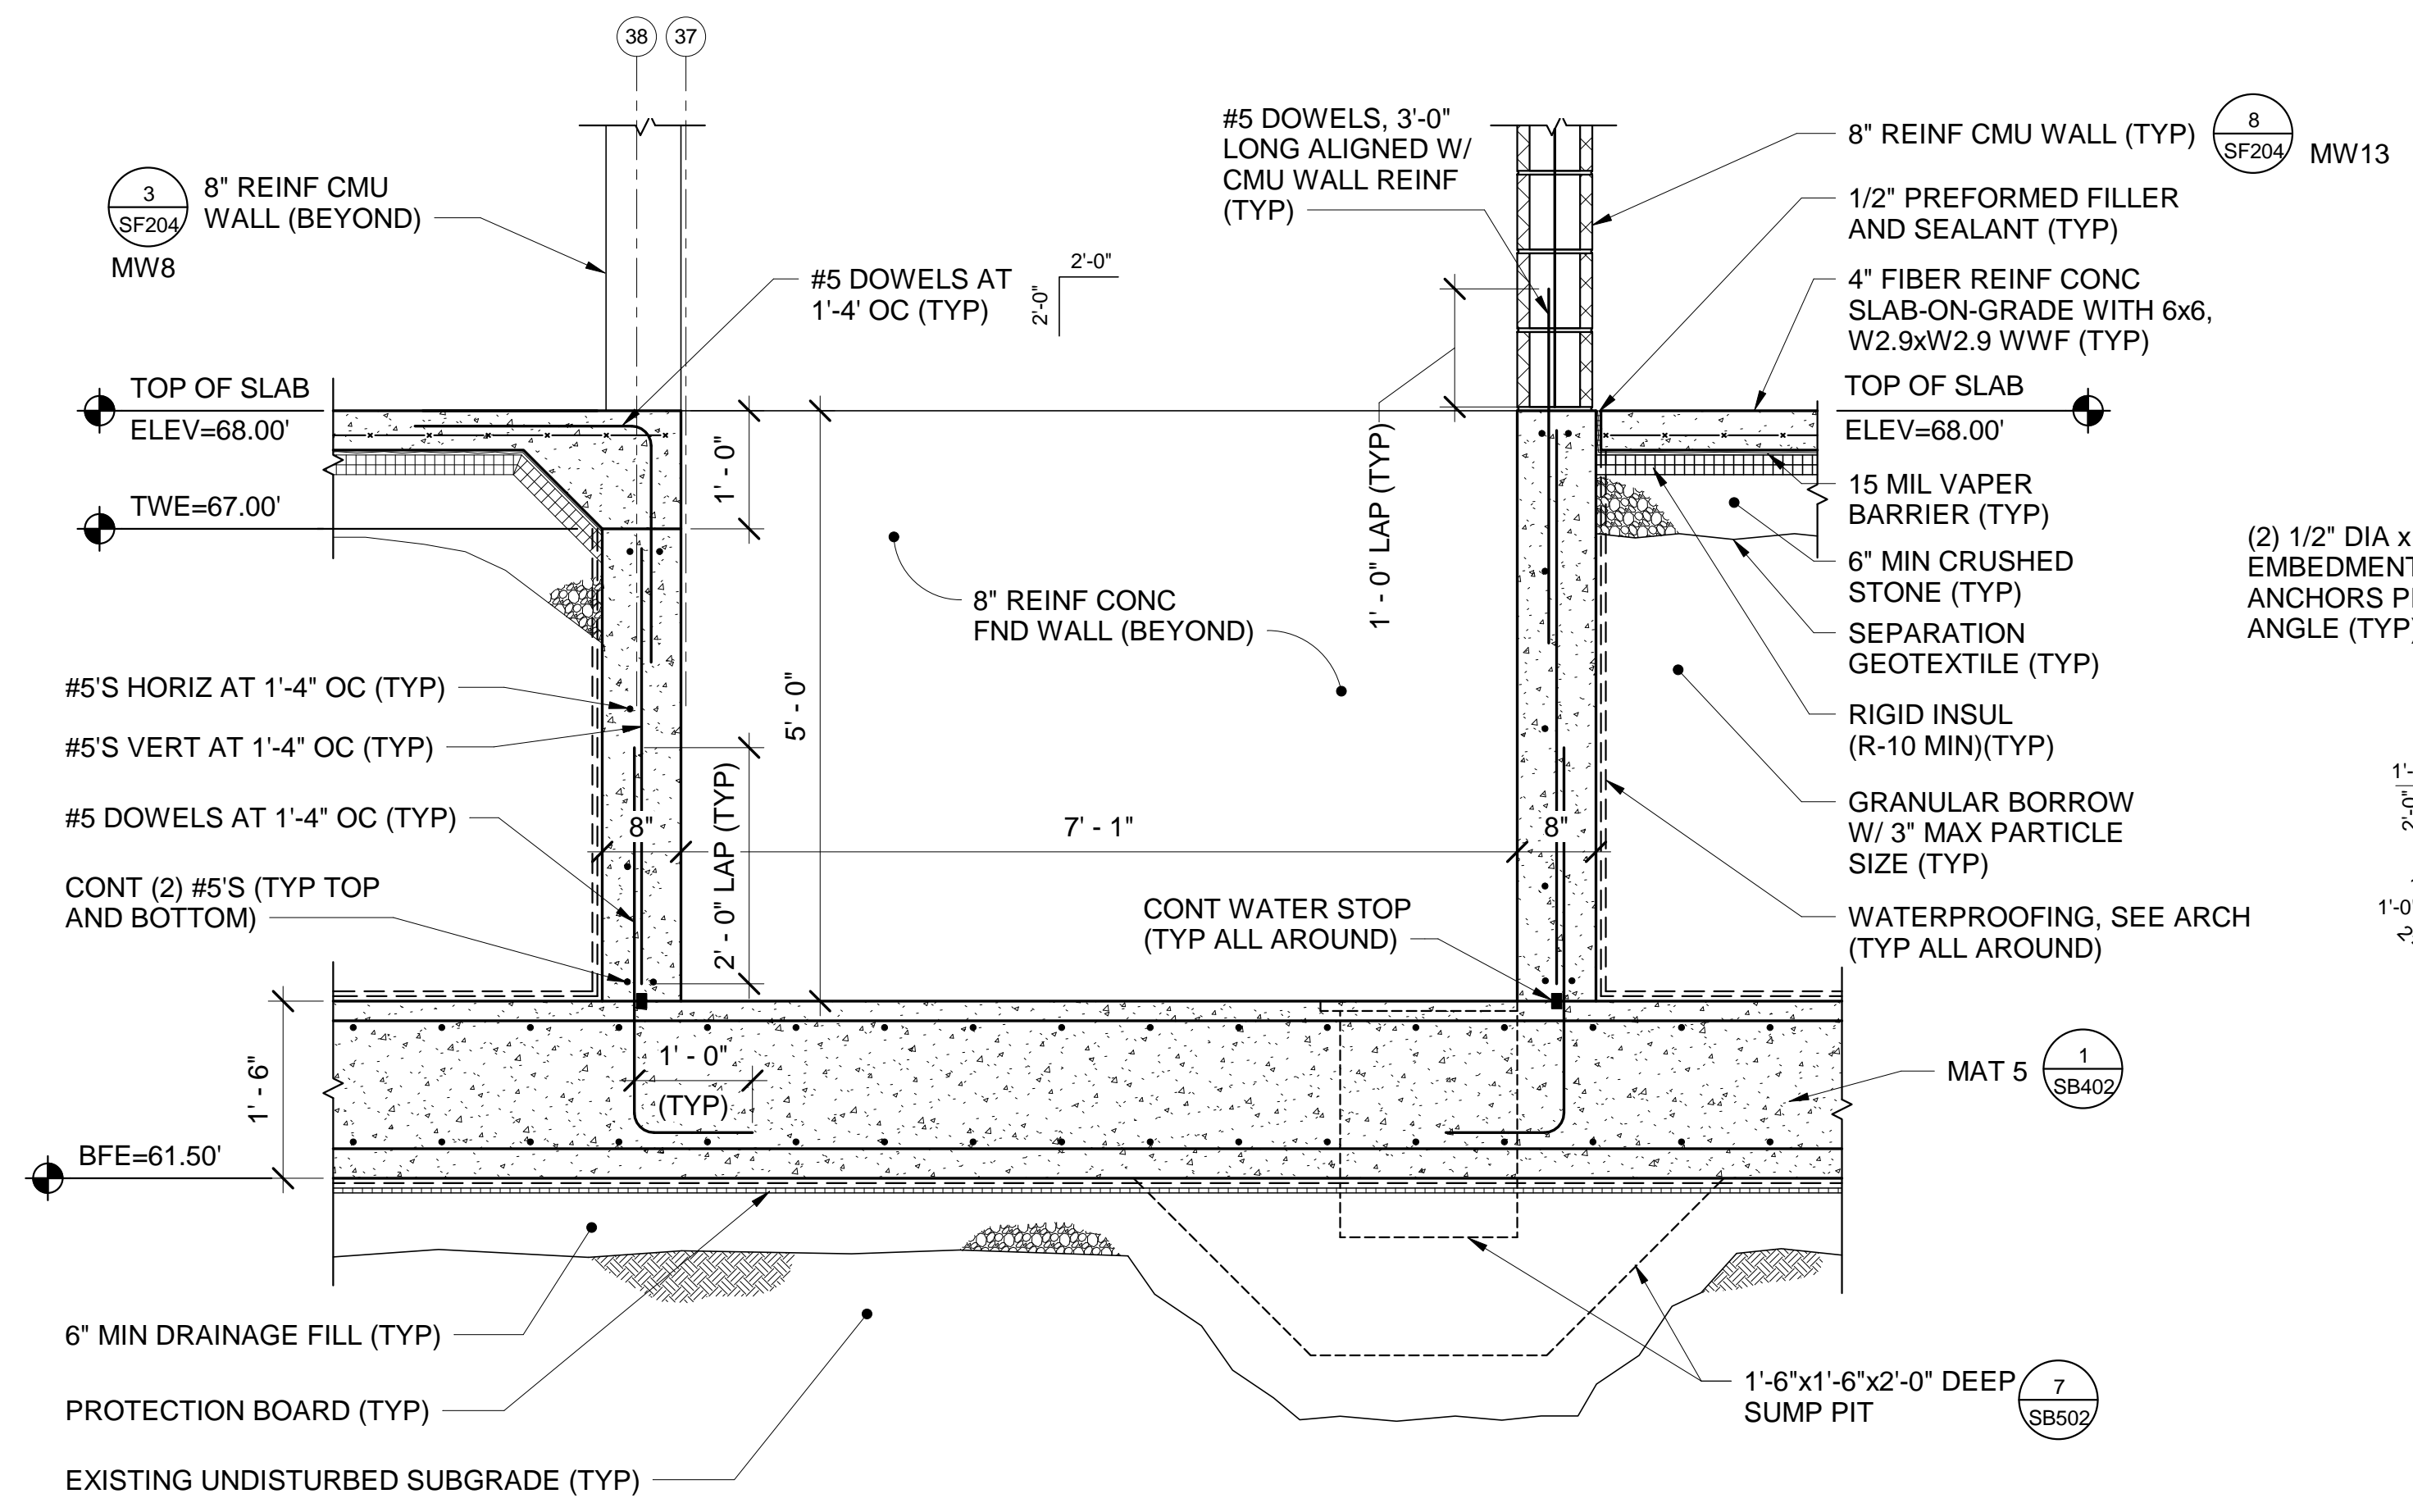 38
37
3
SF204
MW8
8" REINF CMU
WALL (BEYOND)
#5 DOWELS AT
1'-4' OC (TYP)
2'-0"
2'-0"
#5 DOWELS, 3'-0"
LONG ALIGNED W/
CMU WALL REINF
(TYP)
8" REINF CMU WALL (TYP)
8
SF204
MW13
1/2" PREFORMED FILLER
AND SEALANT (TYP)
4" FIBER REINF CONC
SLAB-ON-GRADE WITH 6x6,
W2.9xW2.9 WWF (TYP)
TOP OF SLAB
ELEV=68.00'
TOP OF SLAB
ELEV=68.00'
TWE=67.00'
1' - 0"
5' - 0"
1' - 0" LAP (TYP)
8" REINF CONC
FND WALL (BEYOND)
15 MIL VAPER
BARRIER (TYP)
6" MIN CRUSHED
STONE (TYP)
SEPARATION
GEOTEXTILE (TYP)
RIGID INSUL
(R-10 MIN)(TYP)
GRANULAR BORROW
W/ 3" MAX PARTICLE
SIZE (TYP)
WATERPROOFING, SEE ARCH
(TYP ALL AROUND)
(2) 1/2" DIA x
EMBEDMENT
ANCHORS
ANGLE (TYP)
2'-0"
1'-0"
#5'S HORIZ AT 1'-4" OC (TYP)
#5'S VERT AT 1'-4" OC (TYP)
#5 DOWELS AT 1'-4" OC (TYP)
CONT (2) #5'S (TYP TOP
AND BOTTOM)
8"
2' - 0" LAP (TYP)
7' - 1"
8"
CONT WATER STOP
(TYP ALL AROUND)
1' - 6"
1' - 0"
(TYP)
BFE=61.50'
MAT 5
1
SB402
6" MIN DRAINAGE FILL (TYP)
PROTECTION BOARD (TYP)
EXISTING UNDISTURBED SUBGRADE (TYP)
1'-6"x1'-6"x2'-0" DEEP
SUMP PIT
7
SB502